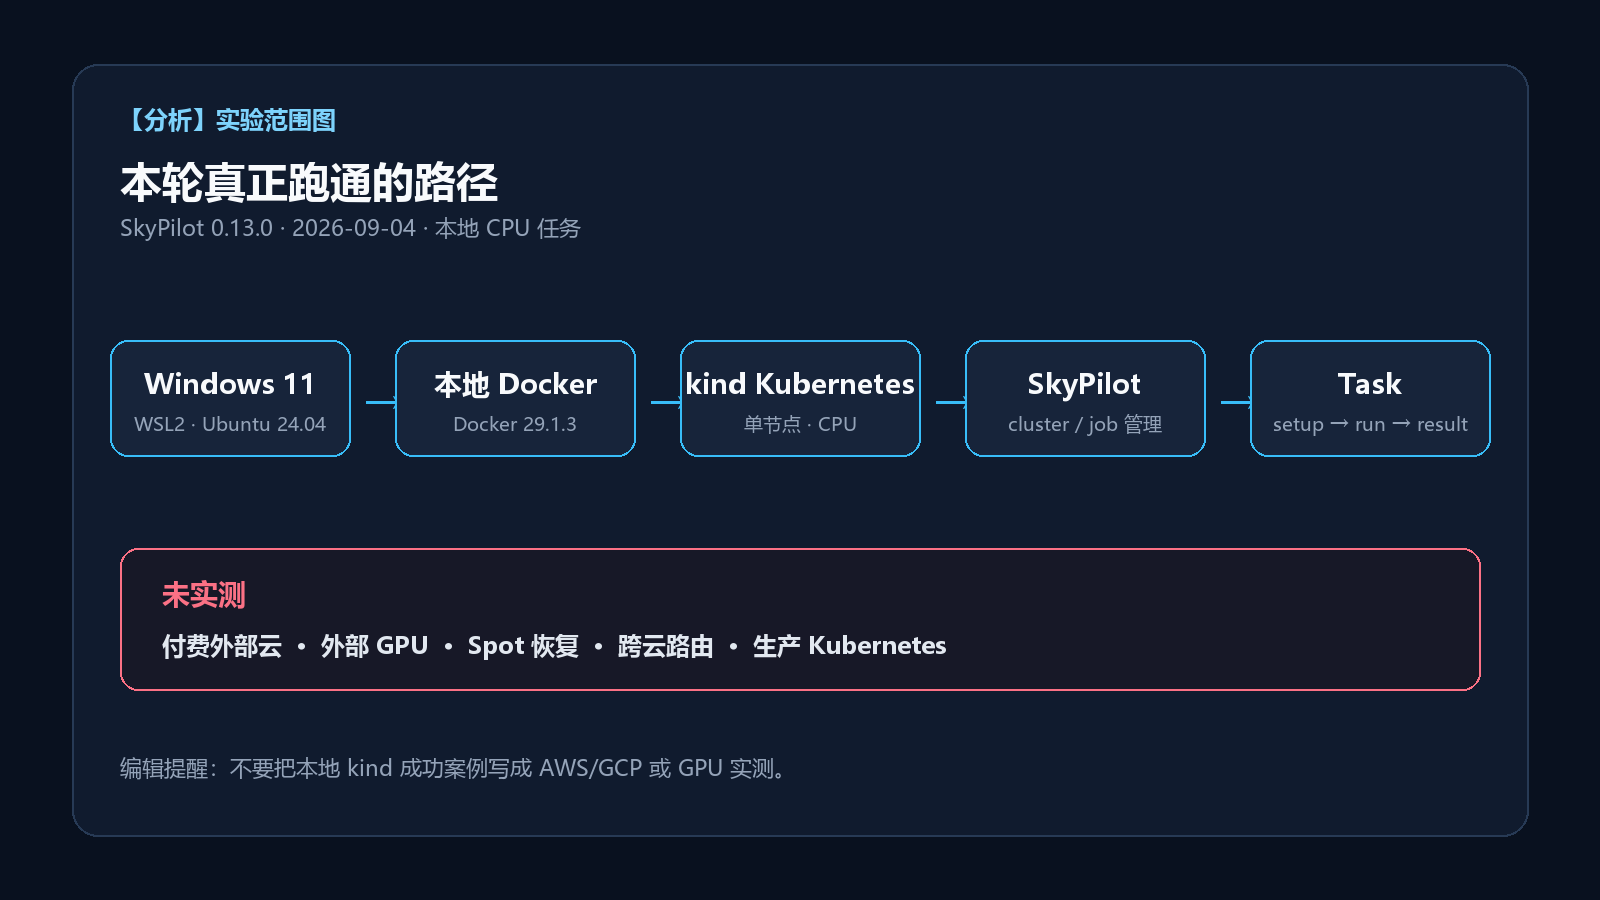 【分析】实验范围图
本轮真正跑通的路径
SkyPilot 0.13.0 · 2026-09-04 · 本地 CPU 任务
Windows 11
WSL2 · Ubuntu 24.04
本地 Docker
Docker 29.1.3
kind Kubernetes
单节点 · CPU
SkyPilot
cluster / job 管理
Task
setup → run → result
未实测
付费外部云 • 外部 GPU • Spot 恢复 • 跨云路由 • 生产 Kubernetes
编辑提醒：不要把本地 kind 成功案例写成 AWS/GCP 或 GPU 实测。